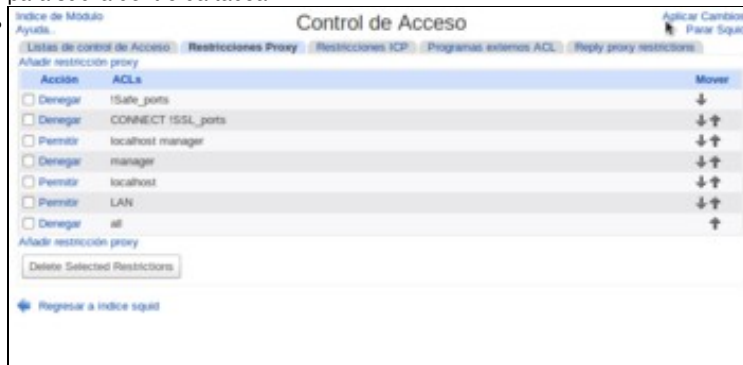 Indice de Módulo
Ayuda..
Control de Acceso
Aplicar Cambios
Parar Squid
Listas de control de Acceso
Restricciones Proxy
Restricciones ICP
Programas externos ACL
Reply proxy restrictions
Añadir restricción proxy
Acción ACLs Mover
Denegar !Safe_ports
Denegar CONNECT !SSL_ports
Permitir localhost manager
Denegar manager
Permitir localhost
Permitir LAN
Denegar all
Añadir restricción proxy
Delete Selected Restrictions
Regresar a índice squid